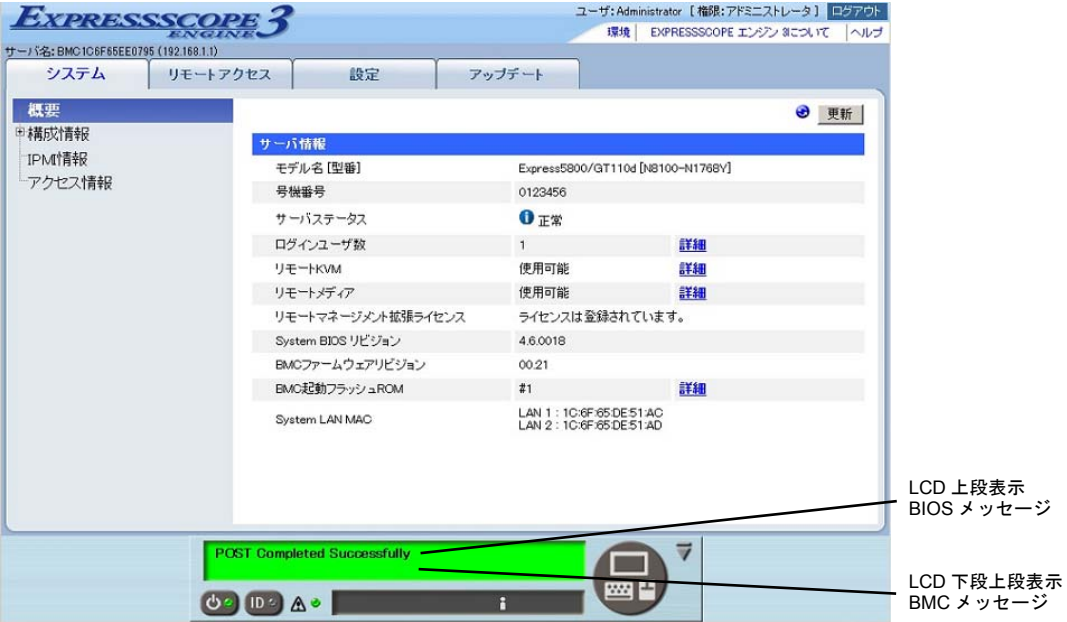 EXPRESSSCOPE
ENGINE 3
ユーザ:Administrator [権限:アドミニストレータ] ログアウト
環境 EXPRESSSCOPE エンジン 3について ヘルプ
サーバ名: BMC1C6F65EE0795 (192.168.1.1)
システム リモートアクセス 設定 アップデート
概要
構成情報
IPMI情報
アクセス情報
更新
サーバ情報
モデル名 [型番] Express5800/GT110d [N8100-N1768Y]
号機番号 0123456
サーバステータス 正常
ログインユーザ数 1 詳細
リモートKVM 使用可能 詳細
リモートメディア 使用可能 詳細
リモートマネージメント拡張ライセンス ライセンスは登録されています。
System BIOS リビジョン 4.6.0018
BMCファームウェアリビジョン 00.21
BMC起動フラッシュROM #1 詳細
System LAN MAC LAN 1 : 1C:6F:65:DE:51:AC
LAN 2 : 1C:6F:65:DE:51:AD
LCD 上段表示
BIOS メッセージ
POST Completed Successfully
LCD 下段上段表示
BMC メッセージ
ID